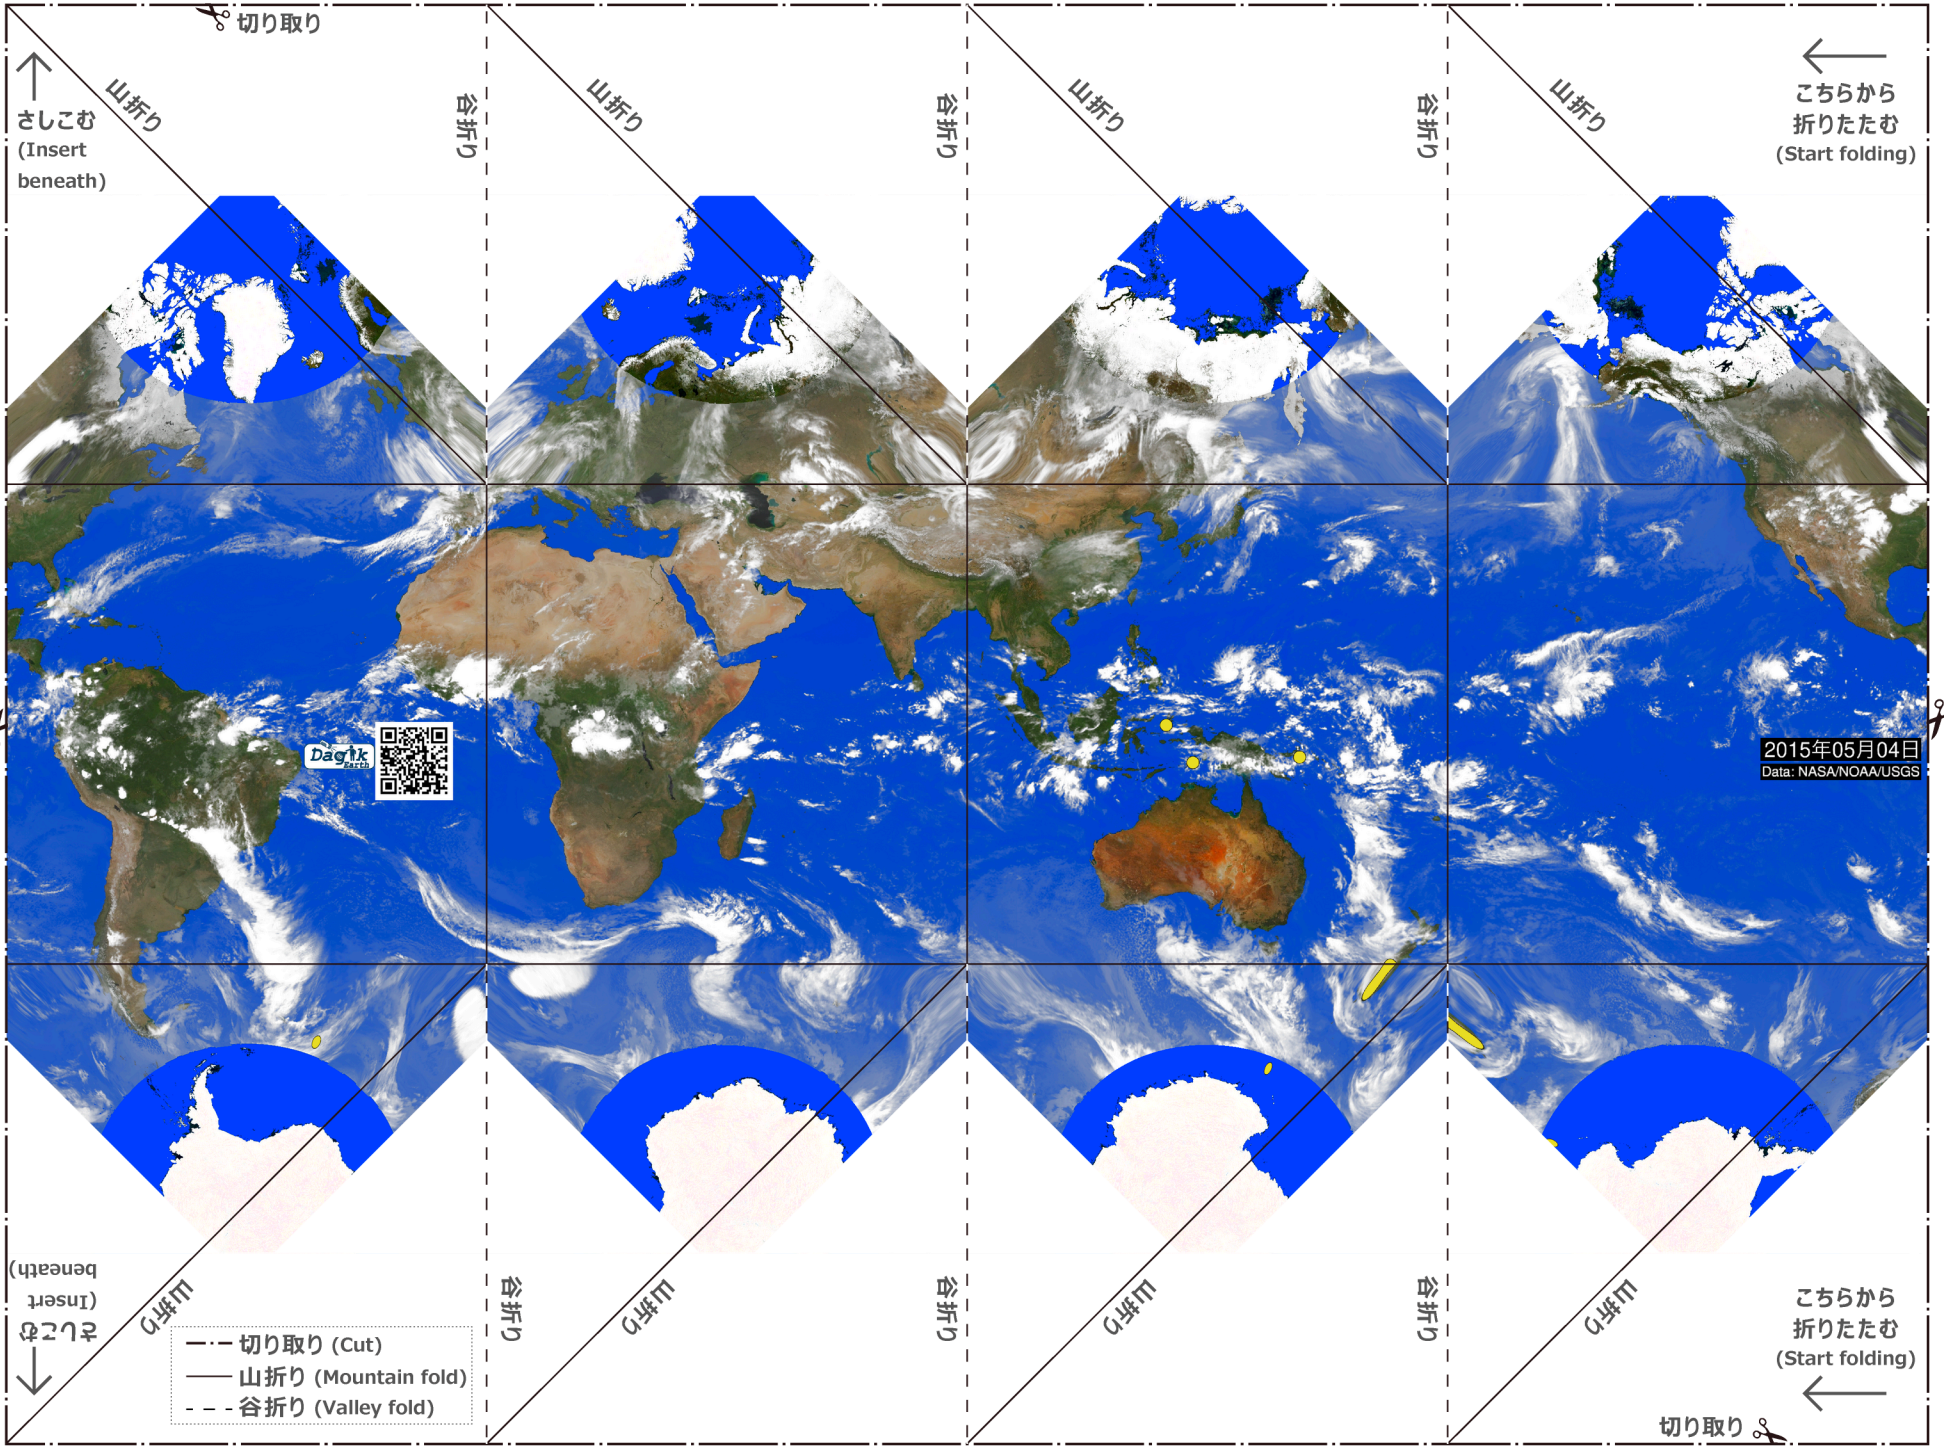 切り取り
山折り
山折り
山折り
山折り
谷折り
谷折り
谷折り
さしこむ
(Insert
beneath)
こちらから
折りたたむ
(Start folding)
Dagik
Earth
2015年05月04日
Data: NASA/NOAA/USGS
さしこむ
(Insert
beneath)
山折り
山折り
山折り
山折り
谷折り
谷折り
谷折り
こちらから
折りたたむ
(Start folding)
切り取り (Cut)
山折り (Mountain fold)
谷折り (Valley fold)
切り取り